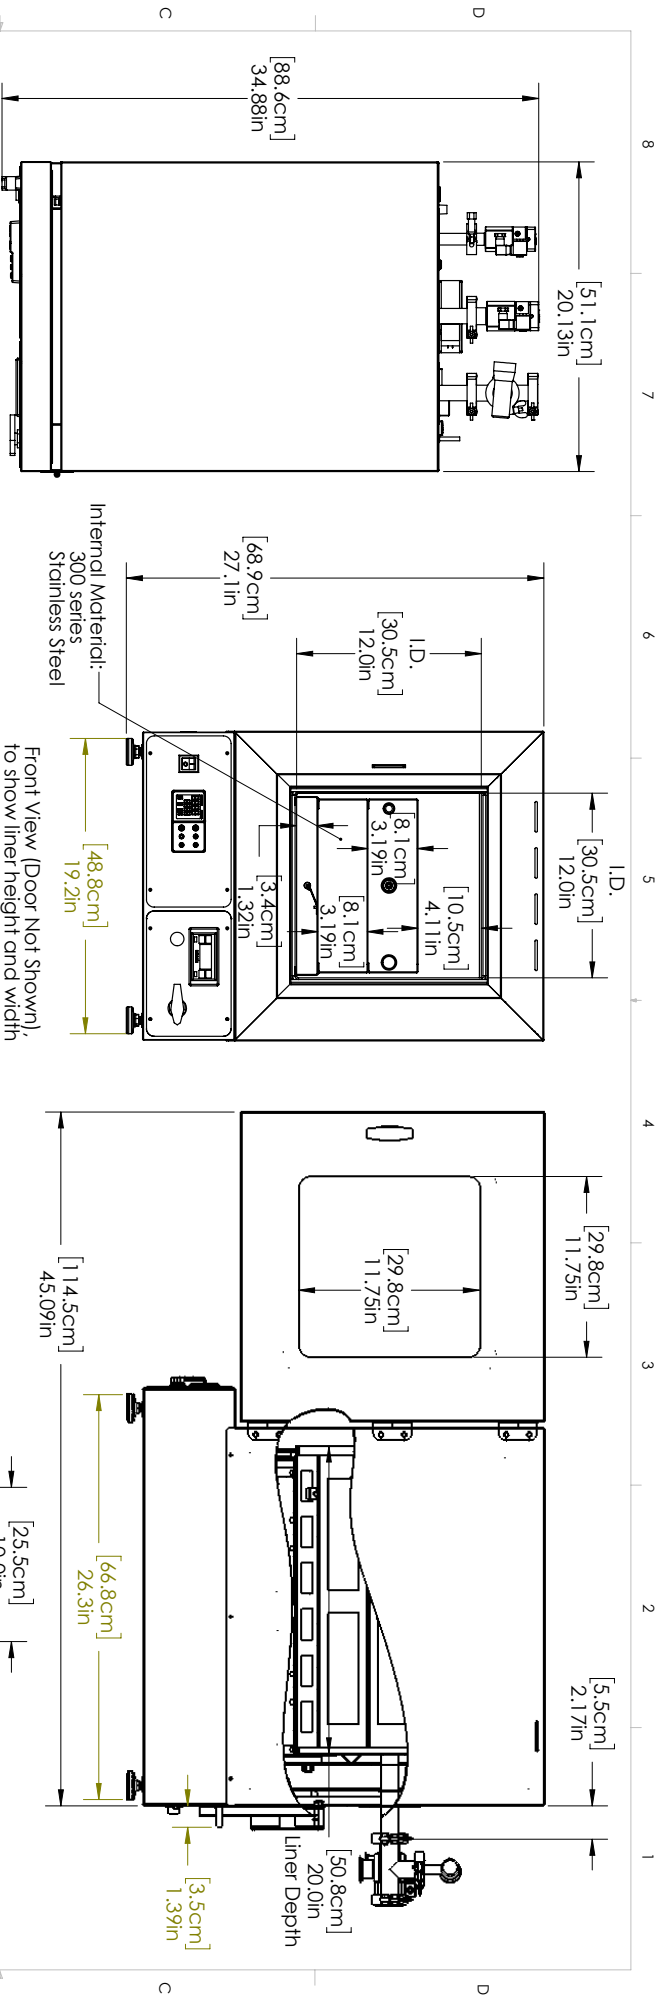 8
7
6
5
4
3
2
1
D
D
C
C
[88.6cm]
34.88in
[51.1cm]
20.13in
[68.9cm]
27.1in
I.D.
[30.5cm]
12.0in
I.D.
[30.5cm]
12.0in
[10.5cm]
4.11in
[8.1cm]
3.19in
[8.1cm]
3.19in
[3.4cm]
1.32in
Internal Material:
300 series
Stainless Steel
[48.8cm]
19.2in
Front View (Door Not Shown),
to show liner height and width
[29.8cm]
11.75in
[29.8cm]
11.75in
[114.5cm]
45.09in
[5.5cm]
2.17in
[50.8cm]
20.0in
Liner Depth
[66.8cm]
26.3in
[3.5cm]
1.39in
[25.5cm]